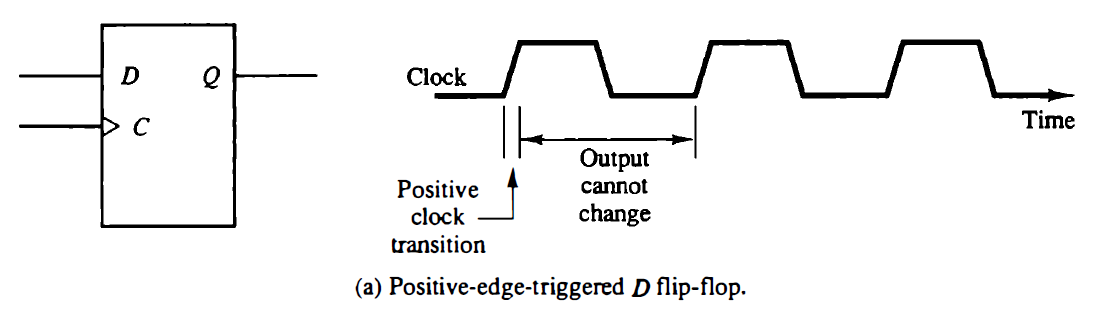 D Q
C
Clock
Time
Output
cannot
change
Positive
clock
transition
(a) Positive-edge-triggered D flip-flop.